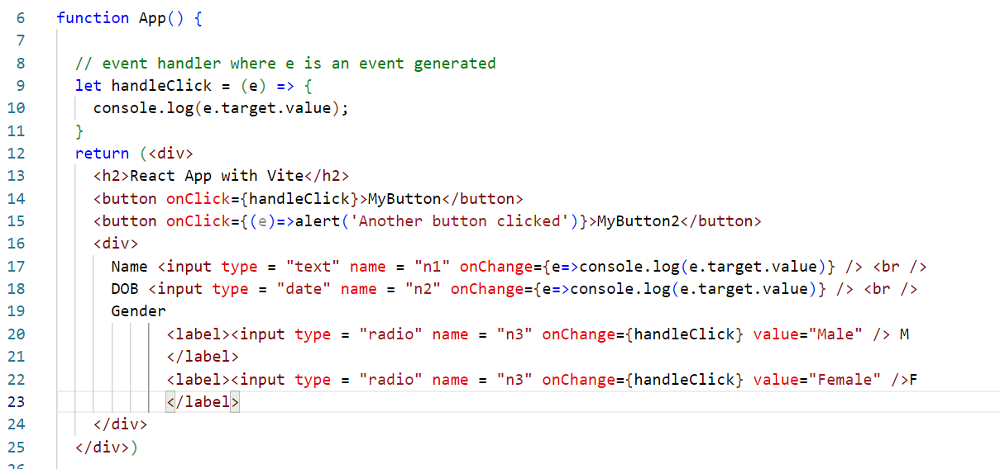 6 function App() {
7
8 // event handler where e is an event generated
9 let handleClick = (e) => {
10 console.log(e.target.value);
11 }
12 return (<div>
13 <h2>React App with Vite</h2>
14 <button onClick={handleClick}>MyButton</button>
15 <button onClick={(e)=>alert('Another button clicked')}>MyButton2</button>
16 <div>
17 Name <input type = "text" name = "n1" onChange={e=>console.log(e.target.value)} /> <br />
18 DOB <input type = "date" name = "n2" onChange={e=>console.log(e.target.value)} /> <br />
19 Gender
20 <label><input type = "radio" name = "n3" onChange={handleClick} value="Male" /> M
21 </label>
22 <label><input type = "radio" name = "n3" onChange={handleClick} value="Female" />F
23 </label>
24 </div>
25 </div>)
26